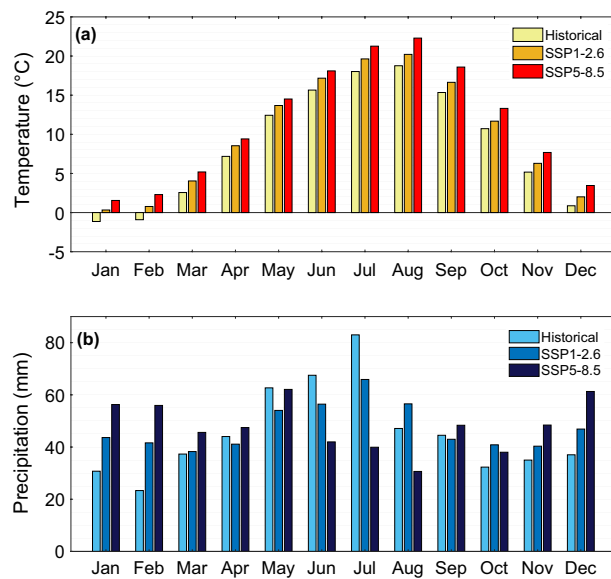 (a)
Historical
SSP1-2.6
SSP5-8.5
Temperature (°C)
25
20
15
10
5
0
-5
Jan Feb Mar Apr May Jun Jul Aug Sep Oct Nov Dec
(b)
Historical
SSP1-2.6
SSP5-8.5
Precipitation (mm)
80
60
40
20
0
Jan Feb Mar Apr May Jun Jul Aug Sep Oct Nov Dec